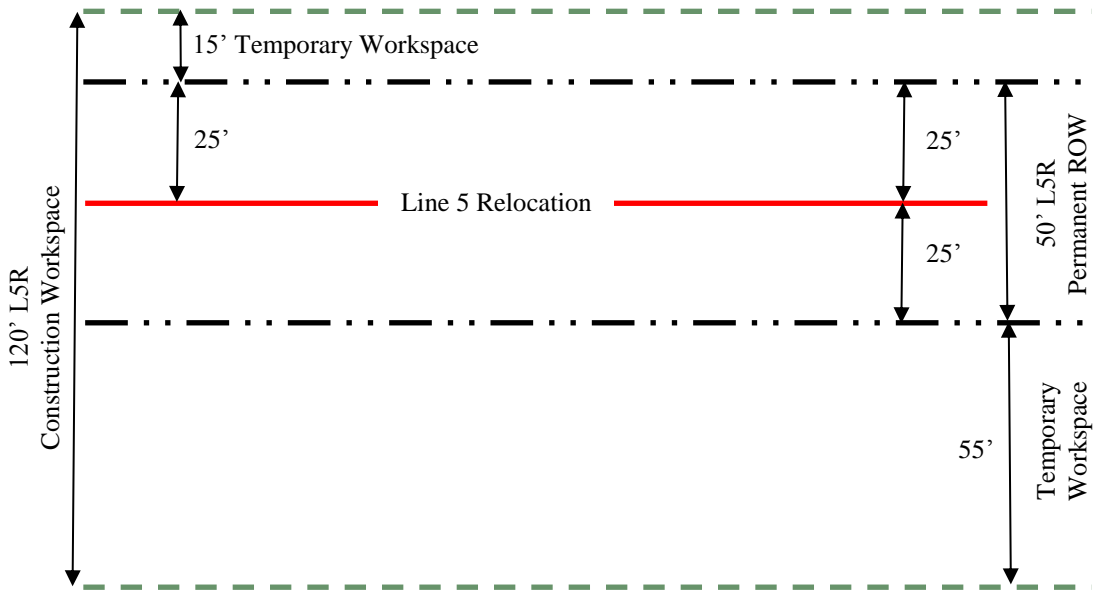 15’ Temporary Workspace
25’
25’
Line 5 Relocation
25’
50’ L5R
Permanent ROW
120’ L5R
Construction Workspace
55’
Temporary
Workspace